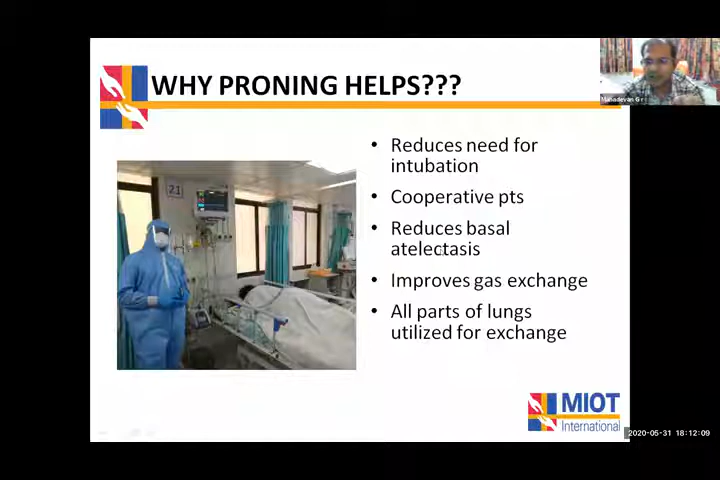 WHY PRONING HELPS???
• Reduces need for
intubation
• Cooperative pts
• Reduces basal
atelectasis
• Improves gas exchange
• All parts of lungs
utilized for exchange
21
MIOT
International
2020-05-31 18:12:09